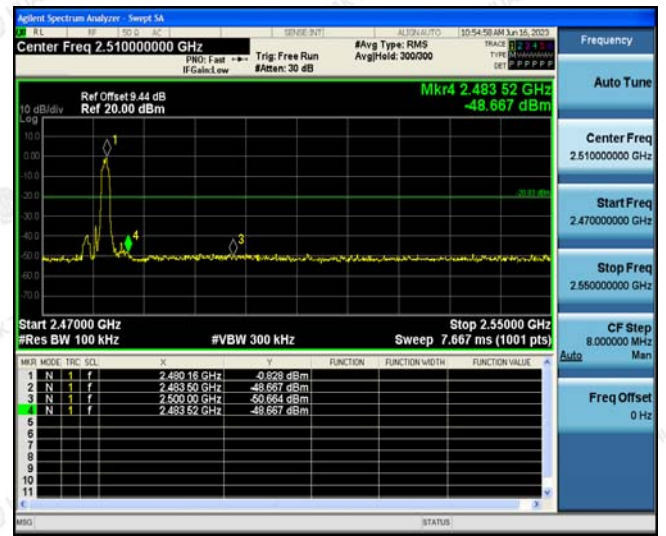 Agilent Spectrum Analyzer - Swept SA
RL RF 50 Ω AC SENSE:INT ALIGN AUTO 10:54:58 AM Jun 16, 2023
Center Freq 2.510000000 GHz
#Avg Type: RMS
TRACE 1 2 3 4 5 6
PNO: Fast
Trig: Free Run
Avg|Hold: 300/300
TYPE
IFGain:Low
#Atten: 30 dB
DET P P P P P P
Mkr4 2.483 52 GHz
-48.667 dBm
Ref Offset 9.44 dB
10 dB/div Ref 20.00 dBm
Log
10.0
0.00
-20.0
-30.0
-40.0
-50.0
-60.0
-70.0
1
4
3
Start 2.47000 GHz
Stop 2.55000 GHz
#Res BW 100 kHz
#VBW 300 kHz
Sweep 7.667 ms (1001 pts)
MKR MODE TRC SCL X Y FUNCTION FUNCTION WIDTH FUNCTION VALUE
1 N 1 f 2.480 16 GHz -0.828 dBm
2 N 1 f 2.483 50 GHz -48.667 dBm
3 N 1 f 2.500 00 GHz -50.664 dBm
4 N 1 f 2.483 52 GHz -48.667 dBm
5
6
7
8
9
10
11
MSG
STATUS
Frequency
Auto Tune
Center Freq
2.510000000 GHz
Start Freq
2.470000000 GHz
Stop Freq
2.550000000 GHz
CF Step
8.000000 MHz
Auto Man
Freq Offset
0 Hz